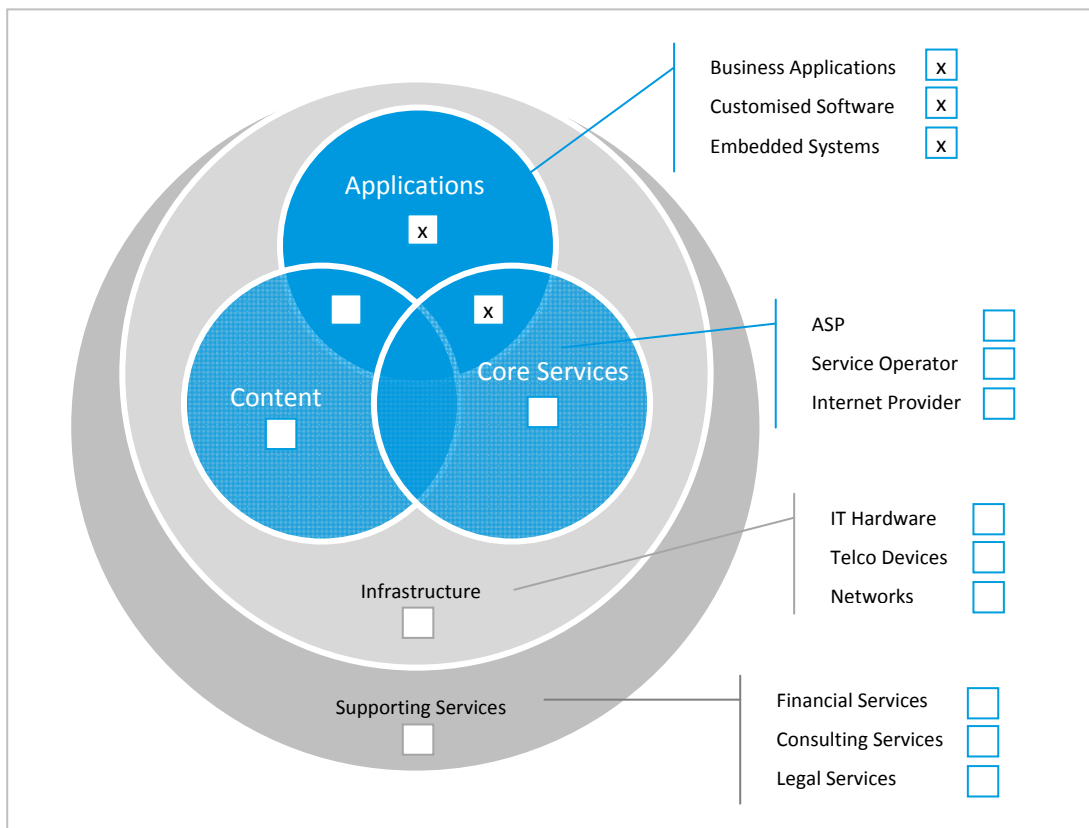 Business Applications x
Customised Software x
Embedded Systems x
Applications
x
x
ASP
Service Operator
Internet Provider
Core Services
Content
IT Hardware
Telco Devices
Networks
Infrastructure
Supporting Services
Financial Services
Consulting Services
Legal Services